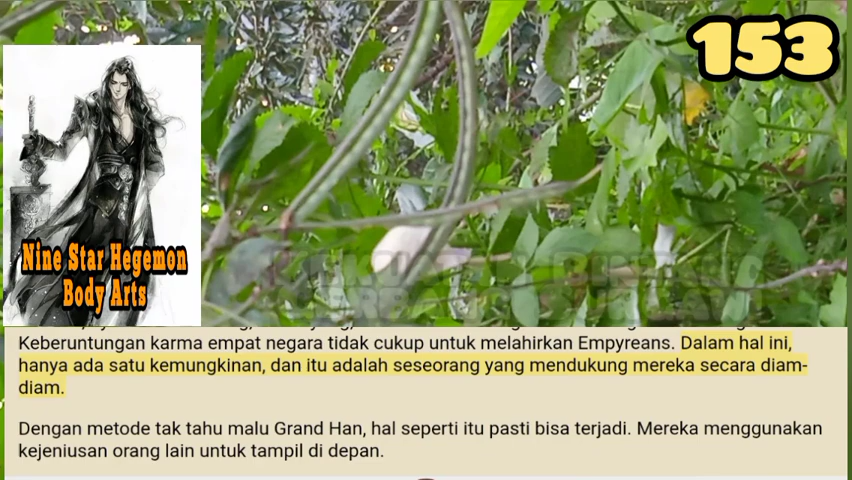 153
Nine Star Hegemon
Body Arts
Keberuntungan karma empat negara tidak cukup untuk melahirkan Empyreans. Dalam hal ini,
hanya ada satu kemungkinan, dan itu adalah seseorang yang mendukung mereka secara diam-
diam.
Dengan metode tak tahu malu Grand Han, hal seperti itu pasti bisa terjadi. Mereka menggunakan
kejeniusan orang lain untuk tampil di depan.